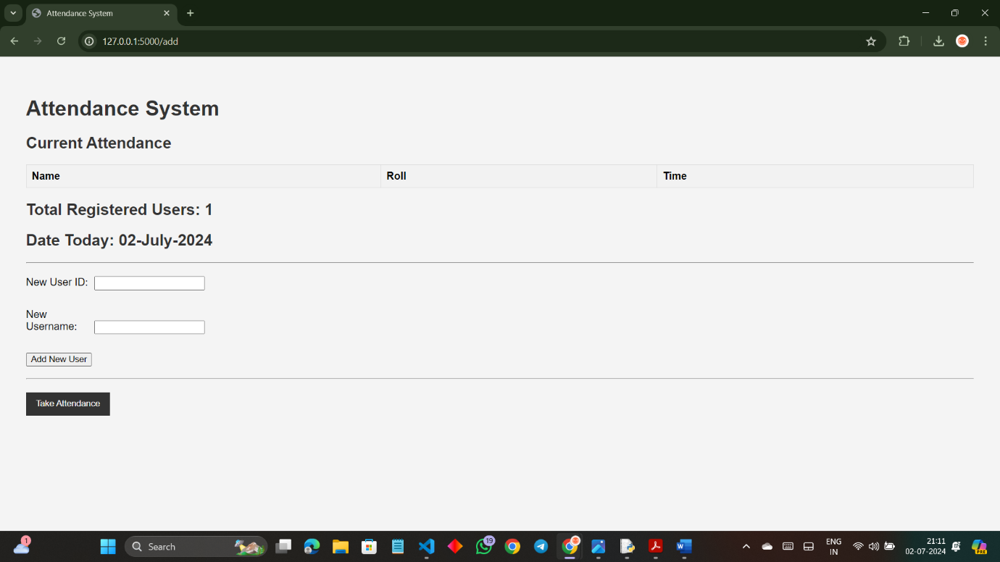 Attendance System
127.0.0.1:5000/add
Attendance System
Current Attendance
Name Roll Time
Total Registered Users: 1
Date Today: 02-July-2024
New User ID:
New
Username:
Add New User
Take Attendance
1
Search
19
ENG
IN
21:11
02-07-2024
PRE